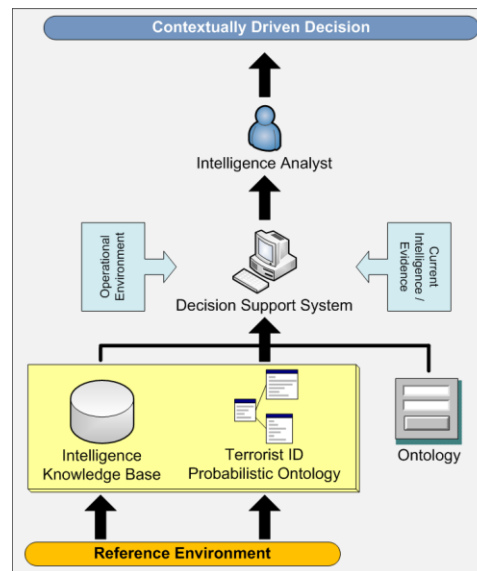 Contextually Driven Decision
Intelligence Analyst
Operational
Environment
Current
Intelligence /
Evidence
Decision Support System
Intelligence
Knowledge Base
Terrorist ID
Probabilistic Ontology
Ontology
Reference Environment